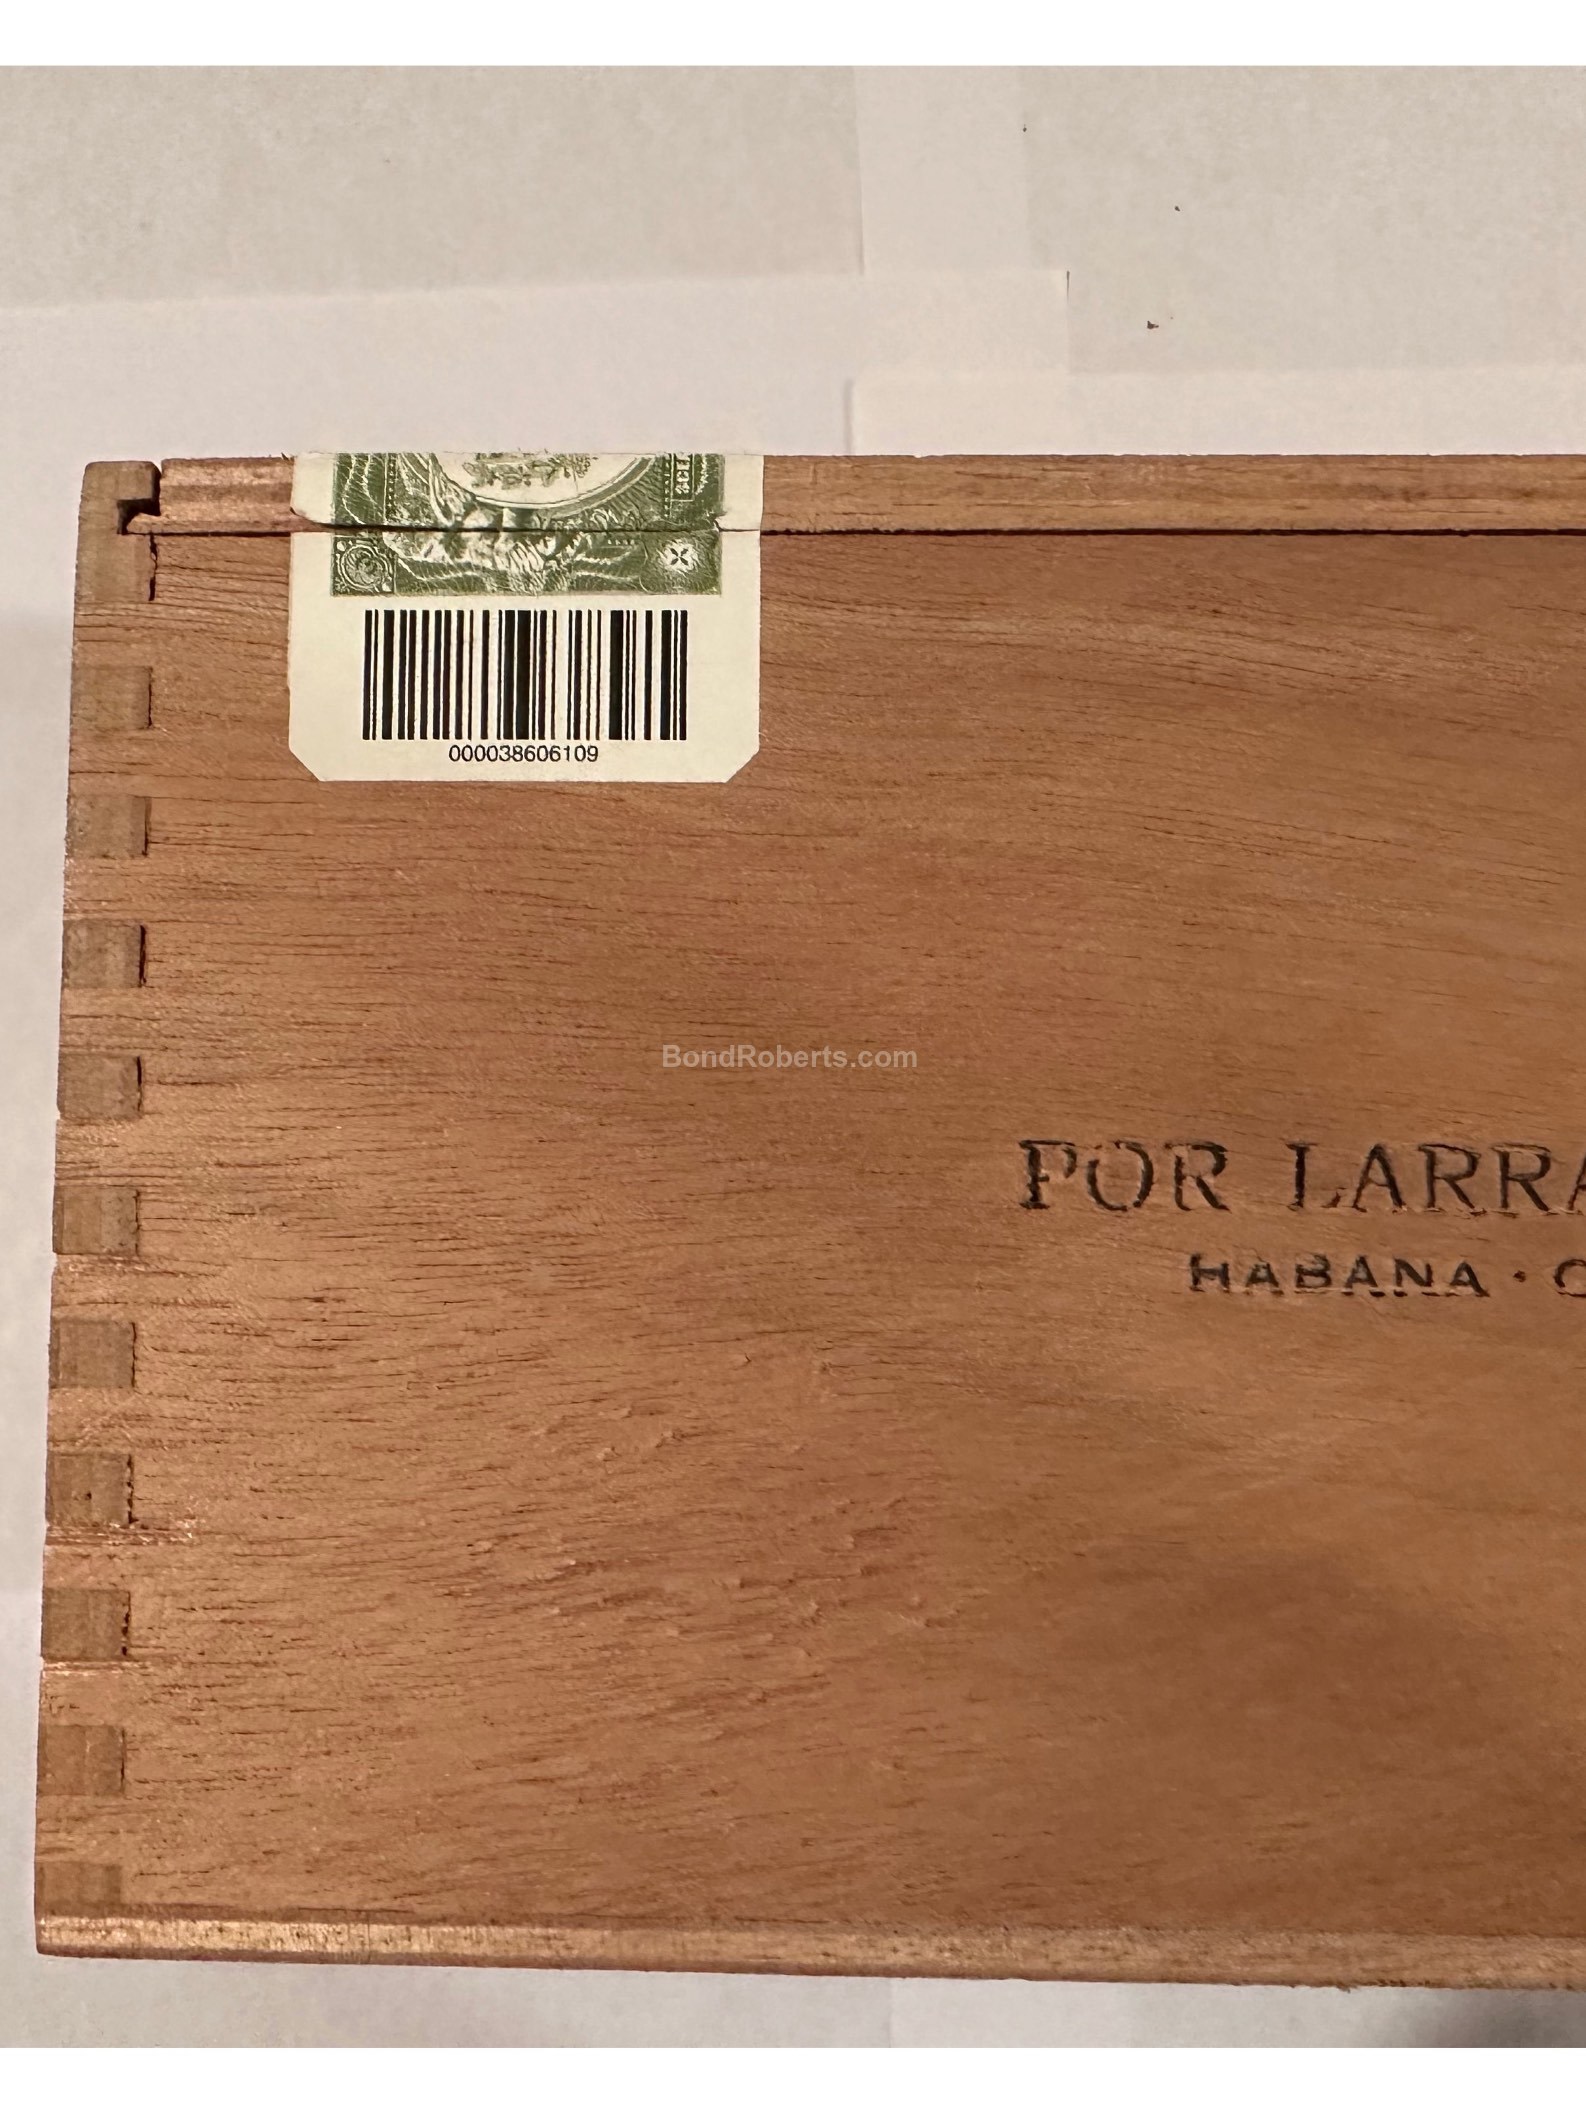 000038606109
BondRoberts.com
POR LARRA
HABANA · C